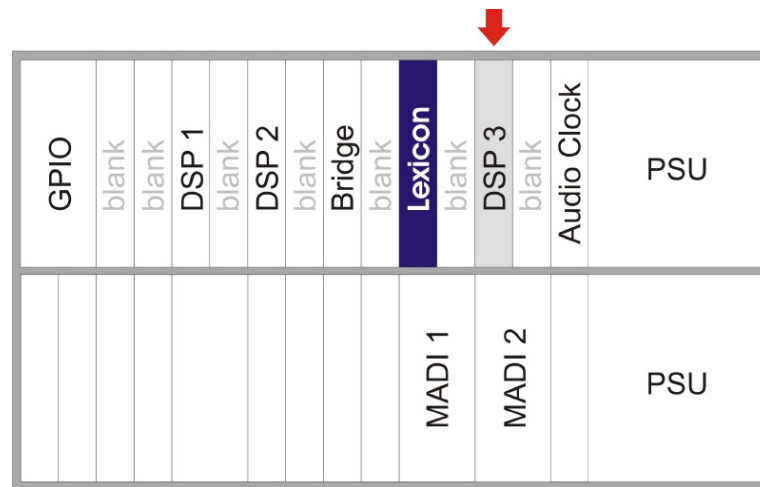 GPIO
blank
blank
DSP 1
blank
DSP 2
blank
Bridge
blank
Lexicon
blank
DSP 3
blank
Audio Clock
PSU
MADI 1
MADI 2
PSU